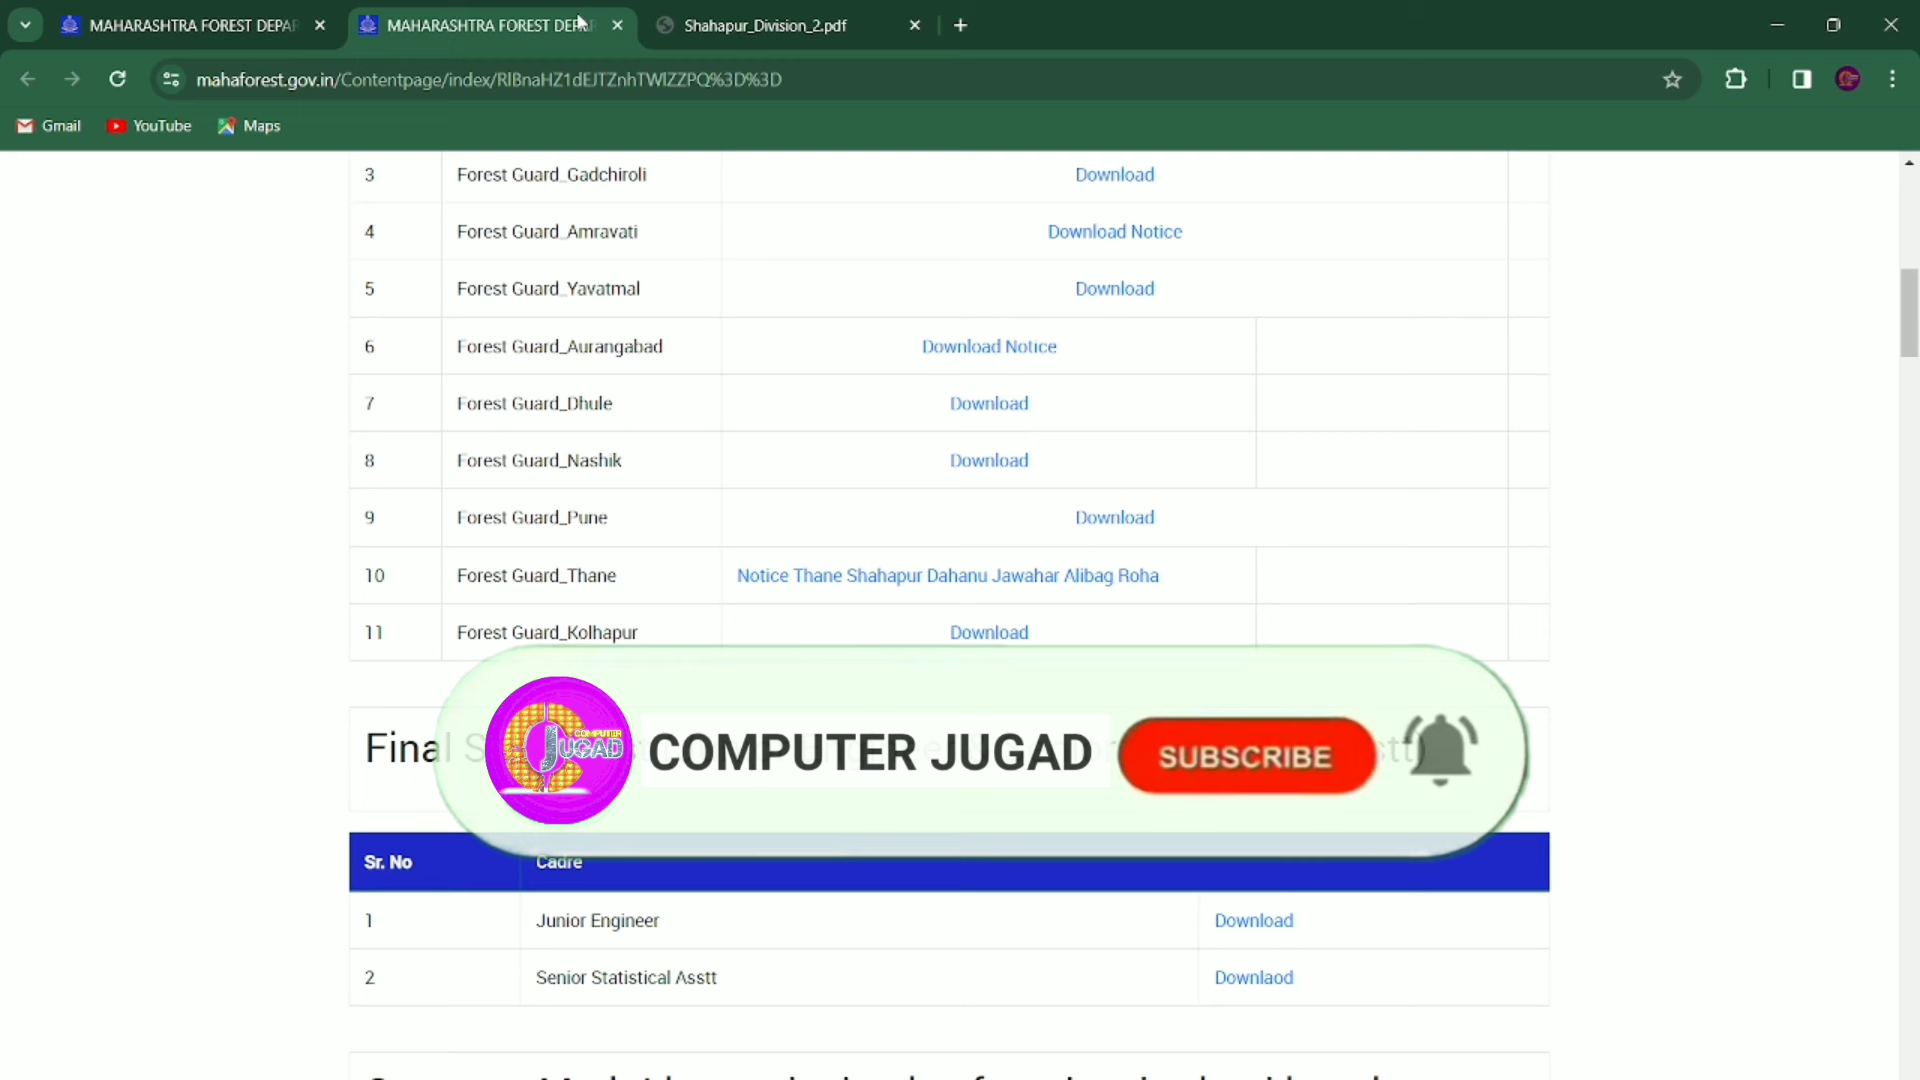 MAHARASHTRA FOREST DEPAR
MAHARASHTRA FOREST DEPA
Shahapur_Division_2.pdf
mahaforest.gov.in/Contentpage/index/RlBnaHZ1dEJTZnhTWlZZPQ%3D%3D
Gmail YouTube Maps
3 Forest Guard_Gadchiroli Download
4 Forest Guard_Amravati Download Notice
5 Forest Guard_Yavatmal Download
6 Forest Guard_Aurangabad Download Notice
7 Forest Guard_Dhule Download
8 Forest Guard_Nashik Download
9 Forest Guard_Pune Download
10 Forest Guard_Thane Notice Thane Shahapur Dahanu Jawahar Alibag Roha
11 Forest Guard_Kolhapur Download
Final
COMPUTER JUGAD
COMPUTER JUGAD SUBSCRIBE
Sr. No Cadre
1 Junior Engineer Download
2 Senior Statistical Asstt Downlaod